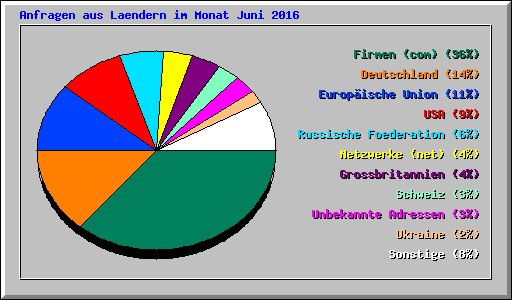 Anfragen aus Laendern im Monat Juni 2016
Firmen (com) (36%)
Deutschland (14%)
Europäische Union (11%)
USA (9%)
Russische Foederation (6%)
Netzwerke (net) (4%)
Grossbritannien (4%)
Schweiz (3%)
Unbekannte Adressen (3%)
Ukraine (2%)
Sonstige (8%)